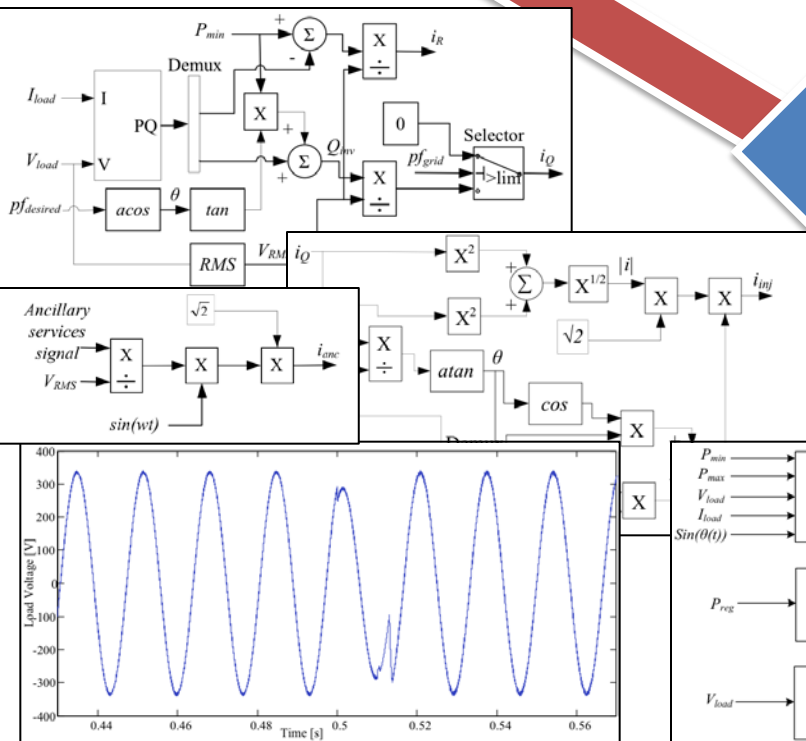 P_min
+
Σ
-
X
÷
i_R
Demux
I_load
I
PQ
V_load
V
X
+
+
Σ
Q_inv
0
Selector
pf_grid
>lim
i_Q
X
÷
pf_desired
acos
θ
tan
RMS
i_Q
X²
+
Σ
+
X^1/2
|i|
X
X
i_inj
X²
√2
X
÷
atan
θ
cos
X
X
Ancillary
services
signal
V_RMS
X
÷
X
√2
X
i_anc
sin(wt)
Load Voltage [V]
400
300
200
100
0
-100
-200
-300
-400
0.44
0.46
0.48
0.5
0.52
0.54
0.56
Time [s]
P_min
P_max
V_load
I_load
Sin(θ(t))
P_reg
V_load